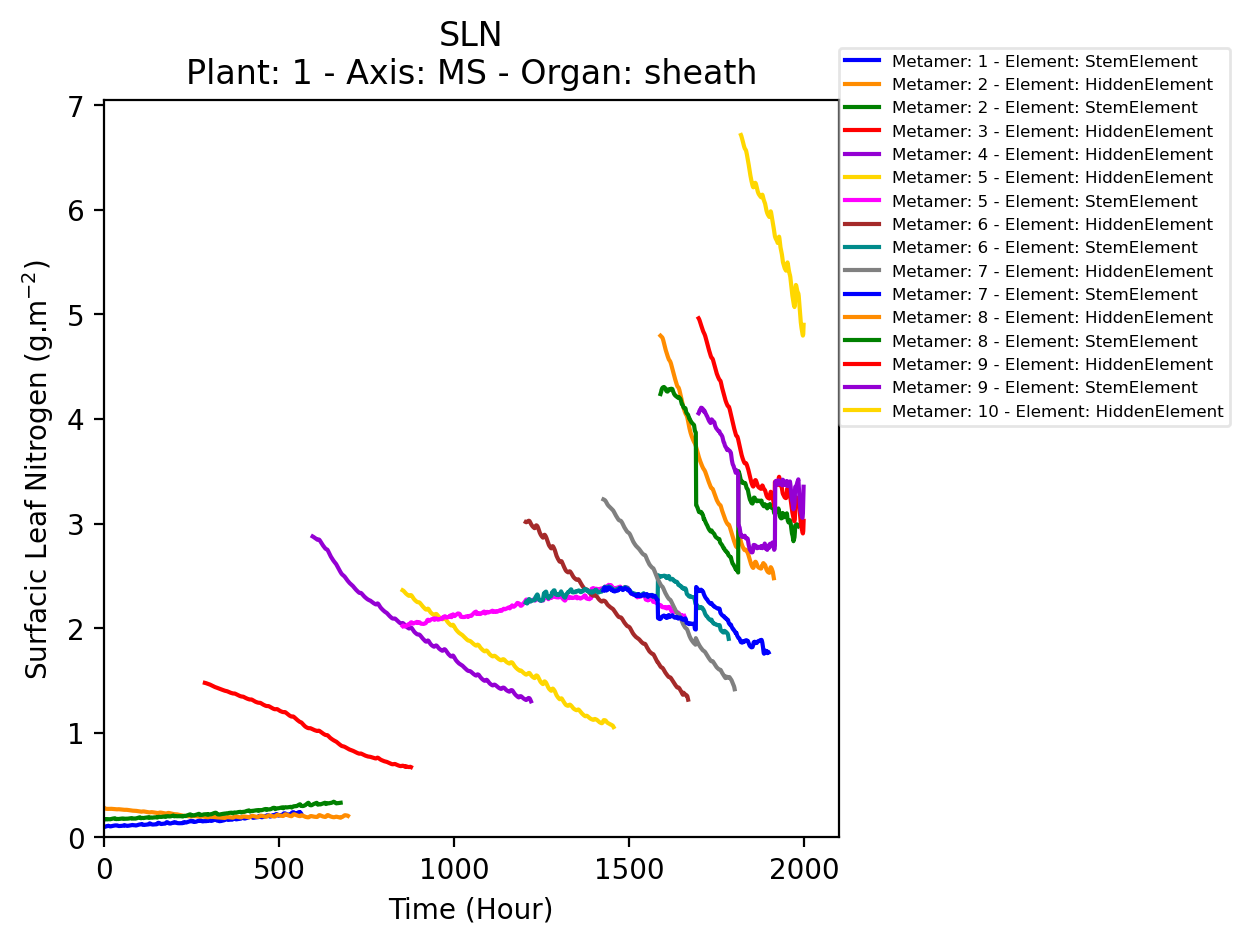 SLN
Plant: 1 - Axis: MS - Organ: sheath
Metamer: 1 - Element: StemElement
Metamer: 2 - Element: HiddenElement
Metamer: 2 - Element: StemElement
Metamer: 3 - Element: HiddenElement
Metamer: 4 - Element: HiddenElement
Metamer: 5 - Element: HiddenElement
Metamer: 5 - Element: StemElement
Metamer: 6 - Element: HiddenElement
Metamer: 6 - Element: StemElement
Metamer: 7 - Element: HiddenElement
Metamer: 7 - Element: StemElement
Metamer: 8 - Element: HiddenElement
Metamer: 8 - Element: StemElement
Metamer: 9 - Element: HiddenElement
Metamer: 9 - Element: StemElement
Metamer: 10 - Element: HiddenElement
Surfacic Leaf Nitrogen (g.m⁻²)
7
6
5
4
3
2
1
0
0 500 1000 1500 2000
Time (Hour)